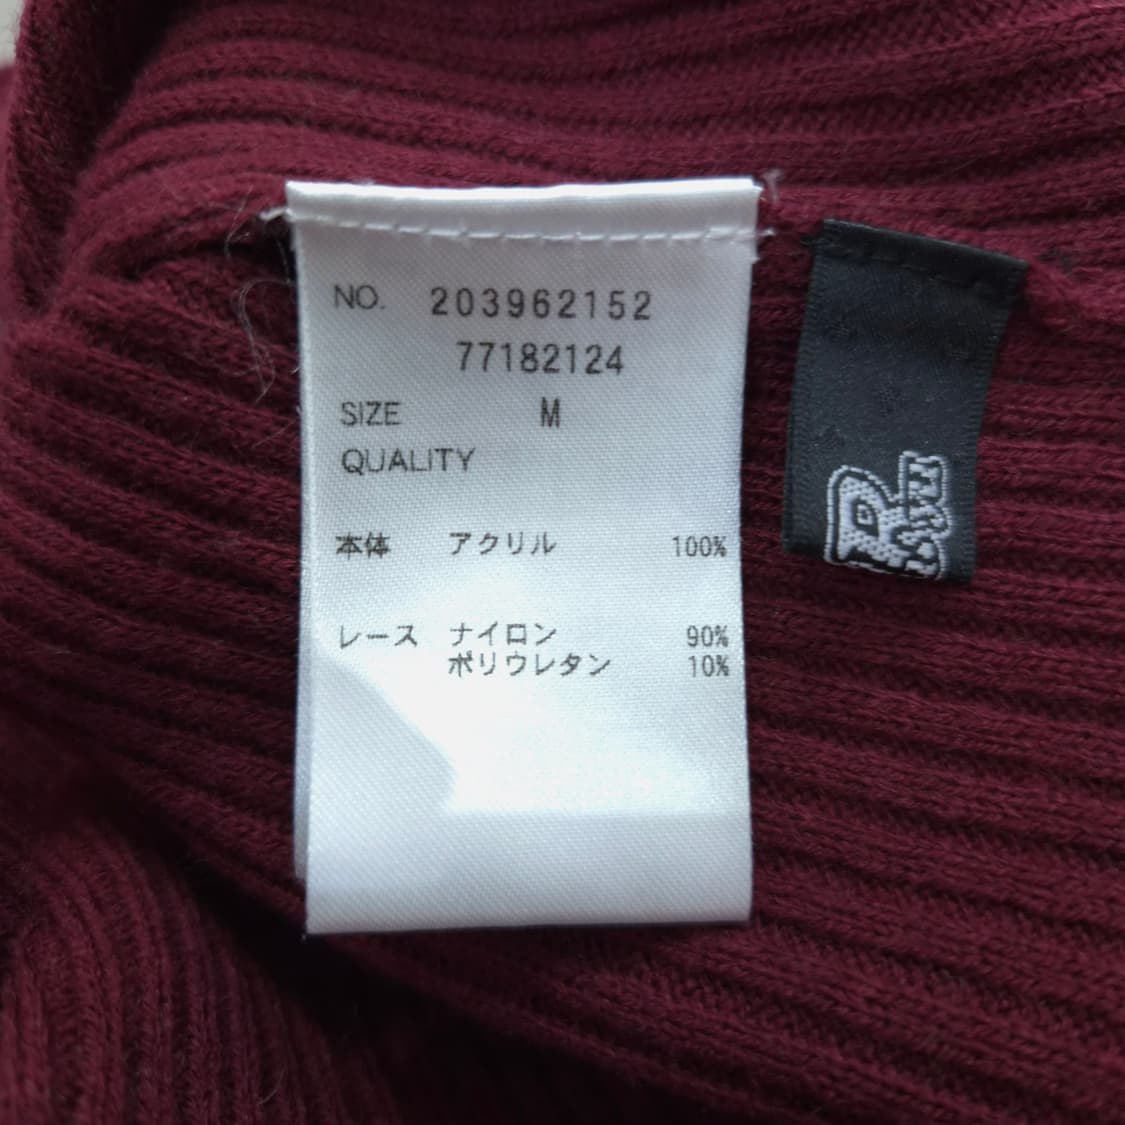 NO. 203962152
77182124
SIZE M
QUALITY
本体 アクリル 100%
レース ナイロン 90%
ポリウレタン 10%
R